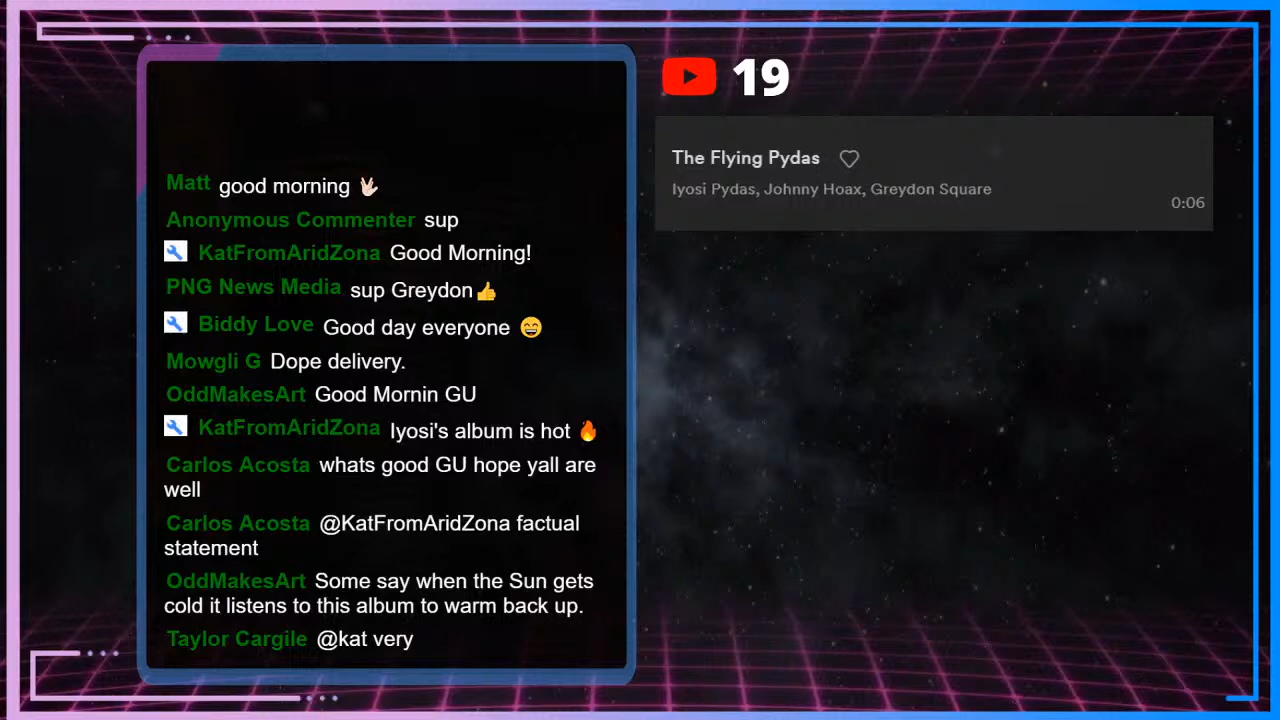 19
The Flying Pydas
Iyosi Pydas, Johnny Hoax, Greydon Square
0:06
Matt good morning 🖖🏻
Anonymous Commenter sup
KatFromAridZona Good Morning!
PNG News Media sup Greydon👍
Biddy Love Good day everyone 😁
Mowgli G Dope delivery.
OddMakesArt Good Mornin GU
KatFromAridZona Iyosi's album is hot 🔥
Carlos Acosta whats good GU hope yall are
well
Carlos Acosta @KatFromAridZona factual
statement
OddMakesArt Some say when the Sun gets
cold it listens to this album to warm back up.
Taylor Cargile @kat very